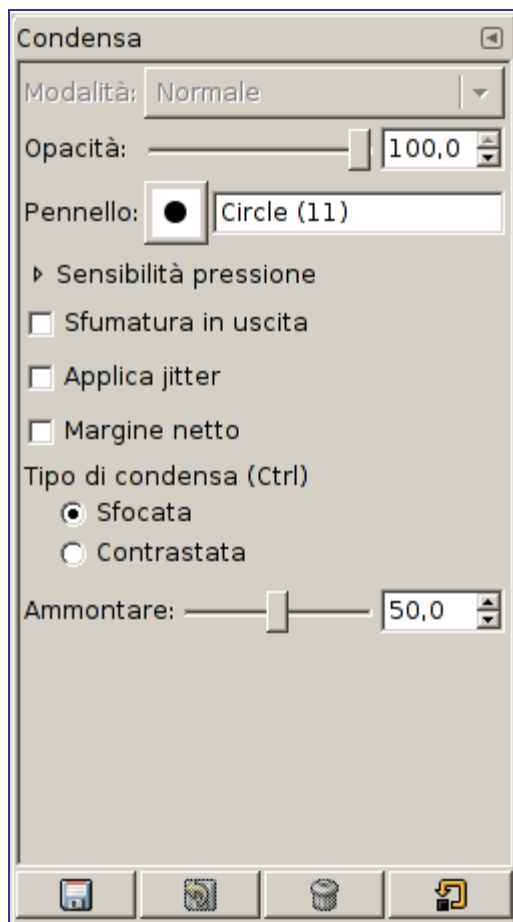 Condensa
Modalità: Normale
Opacità: 100,0
Pennello: Circle (11)
Sensibilità pressione
Sfumatura in uscita
Applica jitter
Margine netto
Tipo di condensa (Ctrl)
Sfocata
Contrastata
Ammontare: 50,0